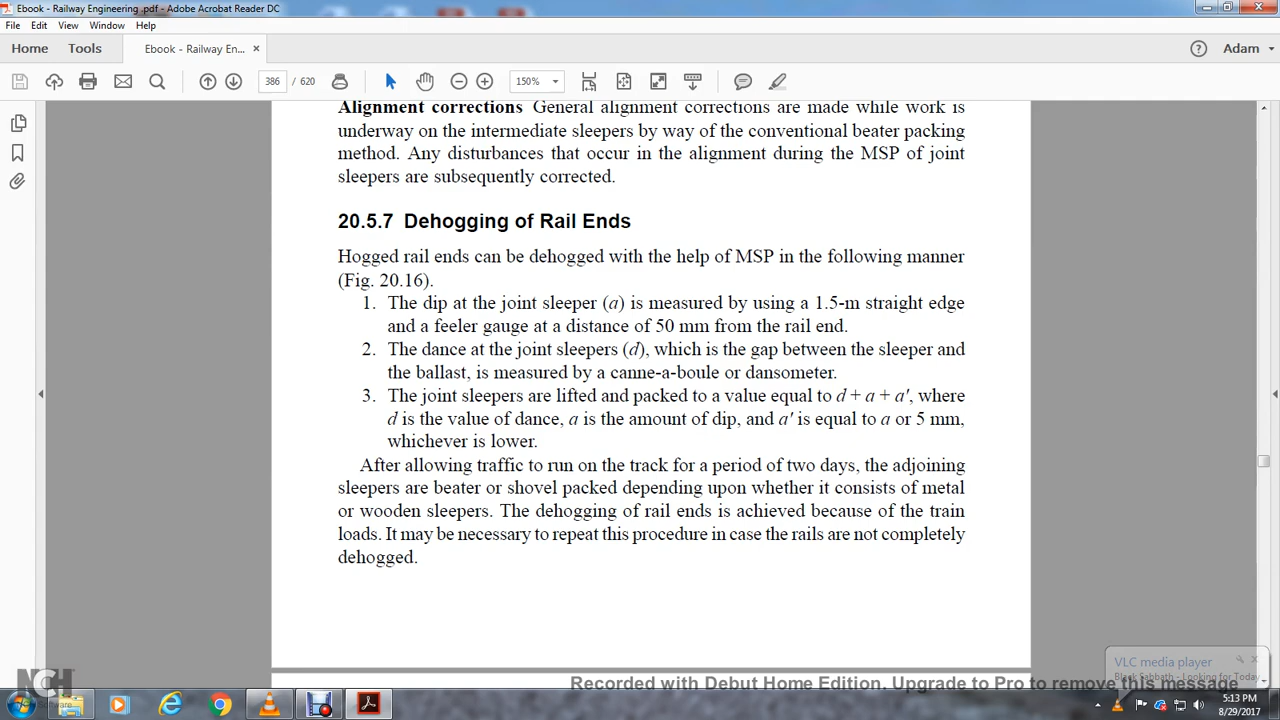 Ebook - Railway Engineering .pdf - Adobe Acrobat Reader DC
File Edit View Window Help
Home Tools Ebook - Railway En... × Adam
386 / 620 150%
Alignment corrections General alignment corrections are made while work is
underway on the intermediate sleepers by way of the conventional beater packing
method. Any disturbances that occur in the alignment during the MSP of joint
sleepers are subsequently corrected.
20.5.7 Dehogging of Rail Ends
Hogged rail ends can be dehogged with the help of MSP in the following manner
(Fig. 20.16).
1. The dip at the joint sleeper (a) is measured by using a 1.5-m straight edge
and a feeler gauge at a distance of 50 mm from the rail end.
2. The dance at the joint sleepers (d), which is the gap between the sleeper and
the ballast, is measured by a canne-a-boule or dansometer.
3. The joint sleepers are lifted and packed to a value equal to d + a + a′, where
d is the value of dance, a is the amount of dip, and a′ is equal to a or 5 mm,
whichever is lower.
After allowing traffic to run on the track for a period of two days, the adjoining
sleepers are beater or shovel packed depending upon whether it consists of metal
or wooden sleepers. The dehogging of rail ends is achieved because of the train
loads. It may be necessary to repeat this procedure in case the rails are not completely
dehogged.
VLC media player
Black Sabbath - Looking for Today
NCH
Software
Recorded with Debut Home Edition. Upgrade to Pro to remove this message
5:13 PM
8/29/2017